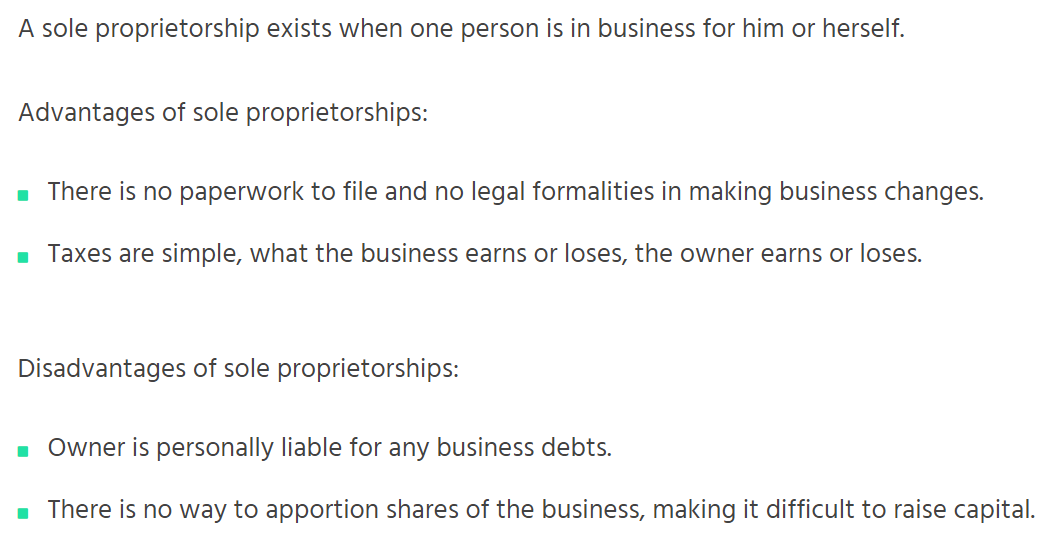 A sole proprietorship exists when one person is in business for him or herself.
Advantages of sole proprietorships:
There is no paperwork to file and no legal formalities in making business changes.
Taxes are simple, what the business earns or loses, the owner earns or loses.
Disadvantages of sole proprietorships:
Owner is personally liable for any business debts.
There is no way to apportion shares of the business, making it difficult to raise capital.